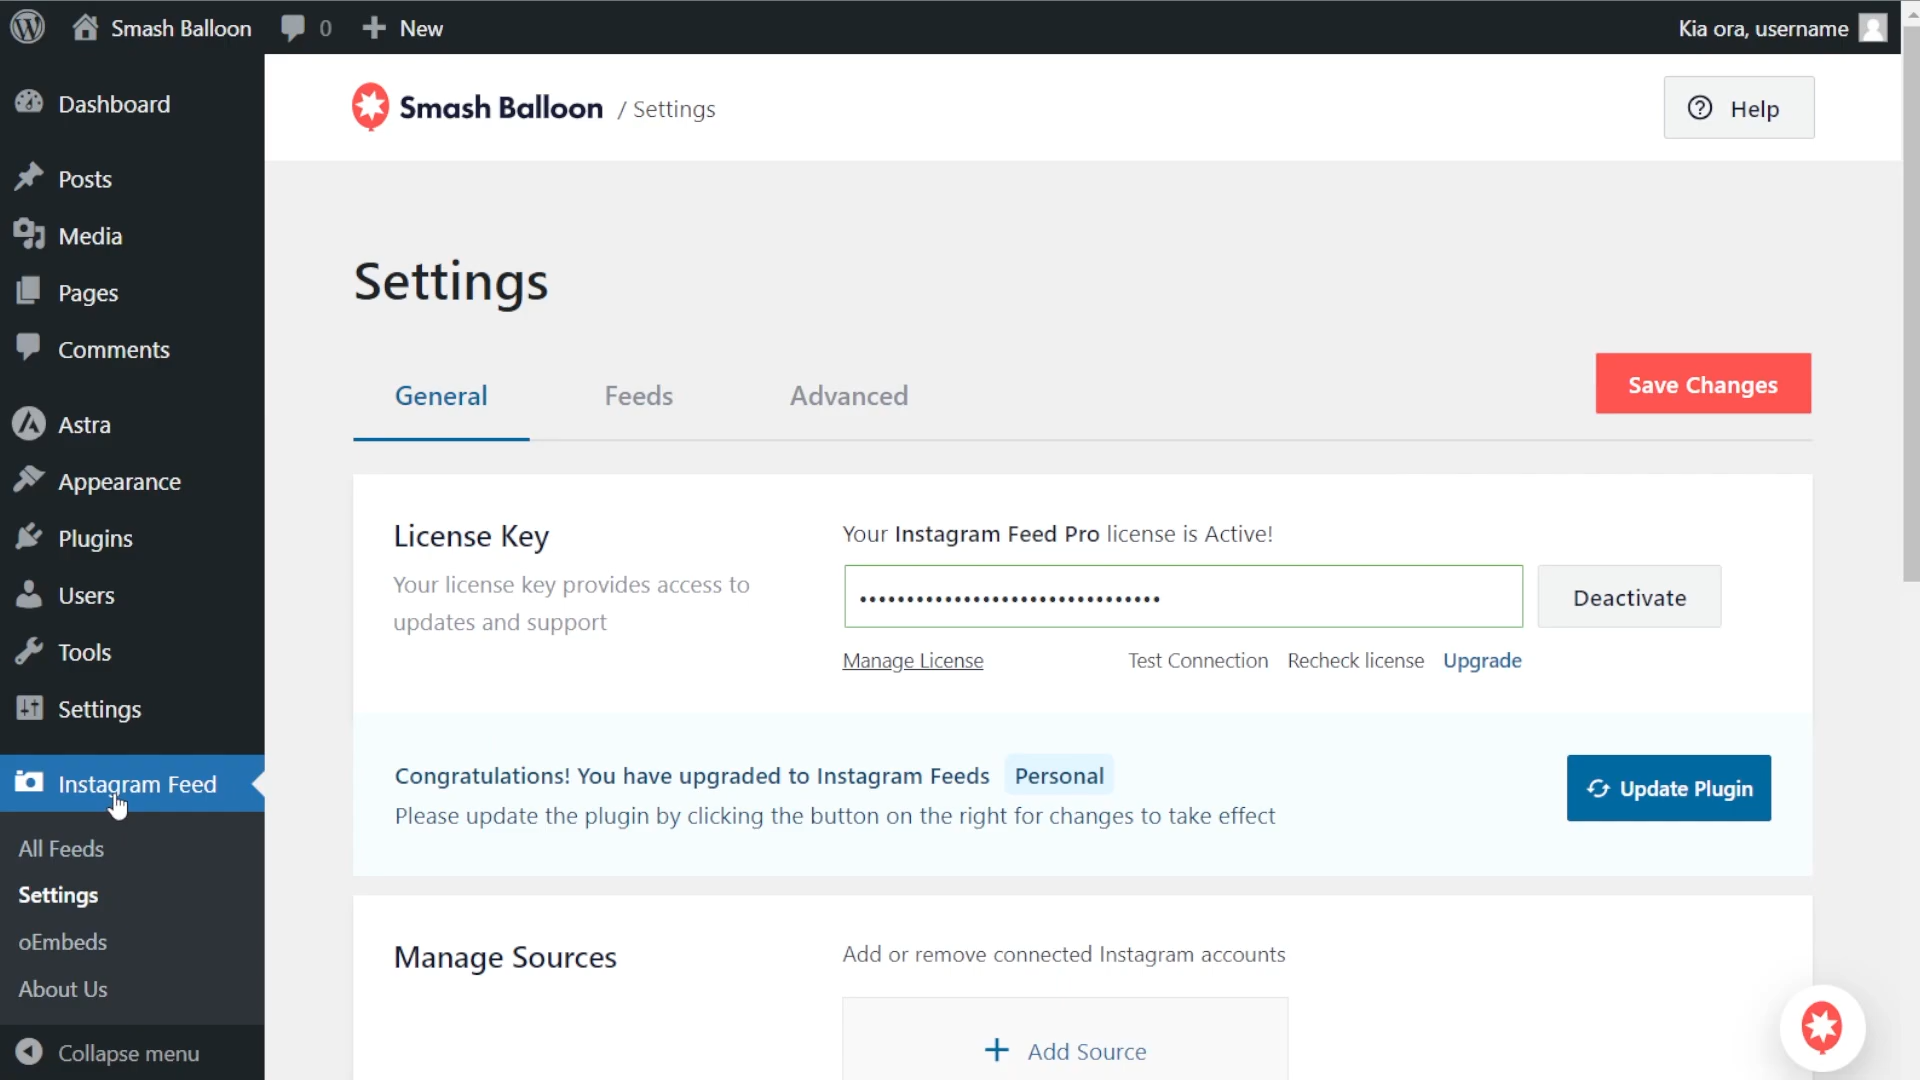 Smash Balloon 0 New Kia ora, username
Dashboard
Posts
Media
Pages
Comments
Astra
Appearance
Plugins
Users
Tools
Settings
Instagram Feed
All Feeds
Settings
oEmbeds
About Us
Collapse menu
Smash Balloon / Settings
Help
Settings
General Feeds Advanced
Save Changes
License Key
Your license key provides access to
updates and support
Your Instagram Feed Pro license is Active!
••••••••••••••••••••••••••••••••
Deactivate
Manage License Test Connection Recheck license Upgrade
Congratulations! You have upgraded to Instagram Feeds Personal
Please update the plugin by clicking the button on the right for changes to take effect
Update Plugin
Manage Sources
Add or remove connected Instagram accounts
+ Add Source